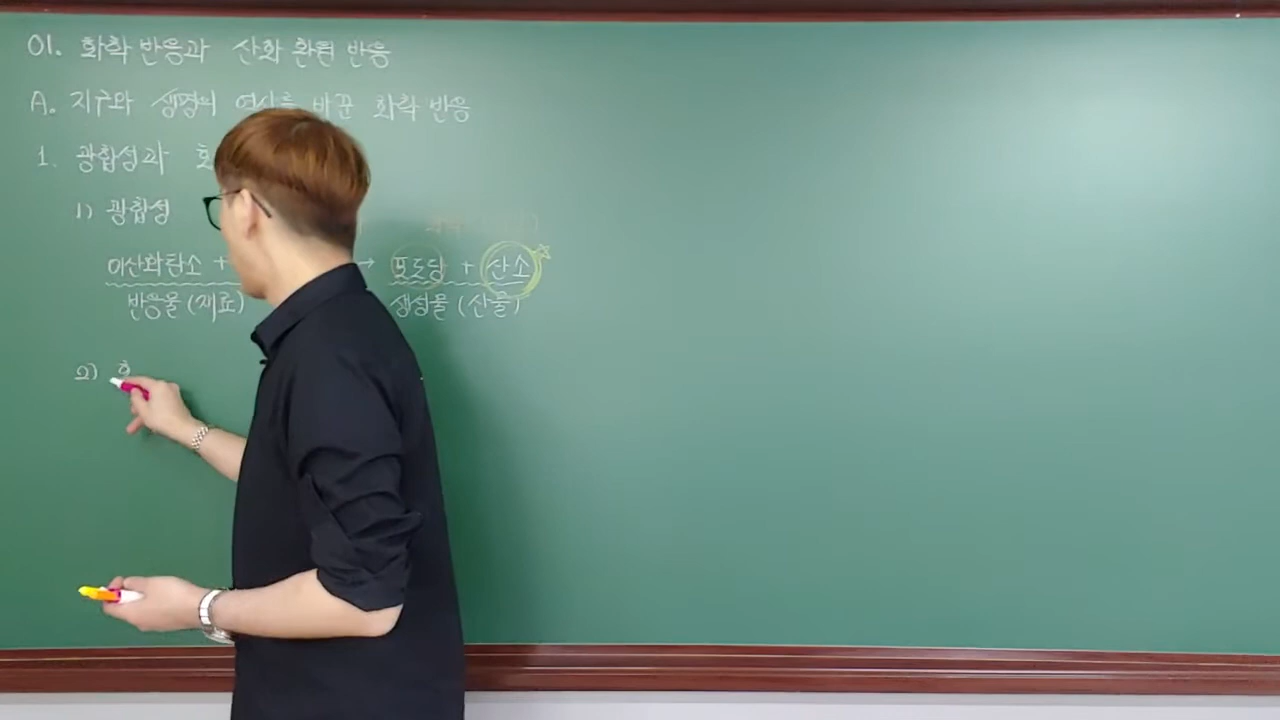 01. 화학 반응과 산화 환원 반응
A. 지구와 생명의 역사를 바꾼 화학 반응
1. 광합성과 호
1) 광합성
이산화탄소 + → 포도당 + 산소
반응물 (재료) 생성물 (산물)
2) 호